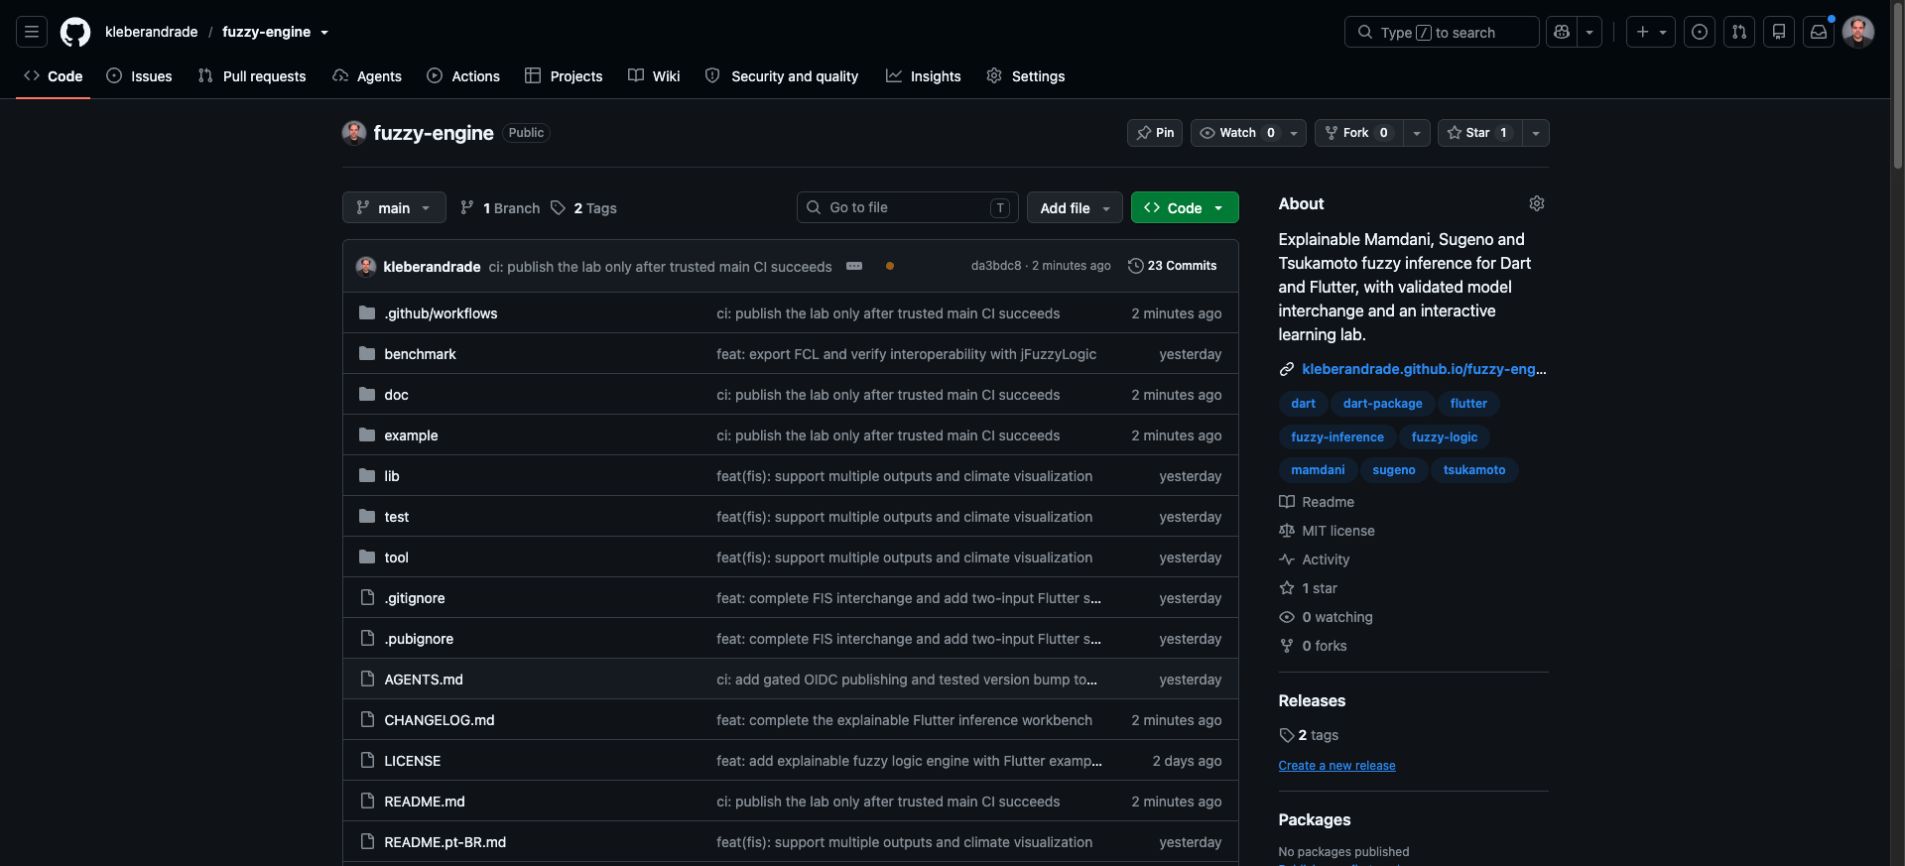 kleberandrade / fuzzy-engine
Type / to search
Code Issues Pull requests Agents Actions Projects Wiki Security and quality Insights Settings
fuzzy-engine Public
Pin Watch 0 Fork 0 Star 1
main 1 Branch 2 Tags Go to file T Add file Code
kleberandrade ci: publish the lab only after trusted main CI succeeds da3bdc8 · 2 minutes ago 23 Commits
.github/workflows ci: publish the lab only after trusted main CI succeeds 2 minutes ago
benchmark feat: export FCL and verify interoperability with jFuzzyLogic yesterday
doc ci: publish the lab only after trusted main CI succeeds 2 minutes ago
example ci: publish the lab only after trusted main CI succeeds 2 minutes ago
lib feat(fis): support multiple outputs and climate visualization yesterday
test feat(fis): support multiple outputs and climate visualization yesterday
tool feat(fis): support multiple outputs and climate visualization yesterday
.gitignore feat: complete FIS interchange and add two-input Flutter s... yesterday
.pubignore feat: complete FIS interchange and add two-input Flutter s... yesterday
AGENTS.md ci: add gated OIDC publishing and tested version bump to... yesterday
CHANGELOG.md feat: complete the explainable Flutter inference workbench 2 minutes ago
LICENSE feat: add explainable fuzzy logic engine with Flutter examp... 2 days ago
README.md ci: publish the lab only after trusted main CI succeeds 2 minutes ago
README.pt-BR.md feat(fis): support multiple outputs and climate visualization yesterday
About
Explainable Mamdani, Sugeno and
Tsukamoto fuzzy inference for Dart
and Flutter, with validated model
interchange and an interactive
learning lab.
kleberandrade.github.io/fuzzy-eng...
dart dart-package flutter
fuzzy-inference fuzzy-logic
mamdani sugeno tsukamoto
Readme
MIT license
Activity
1 star
0 watching
0 forks
Releases
2 tags
Create a new release
Packages
No packages published